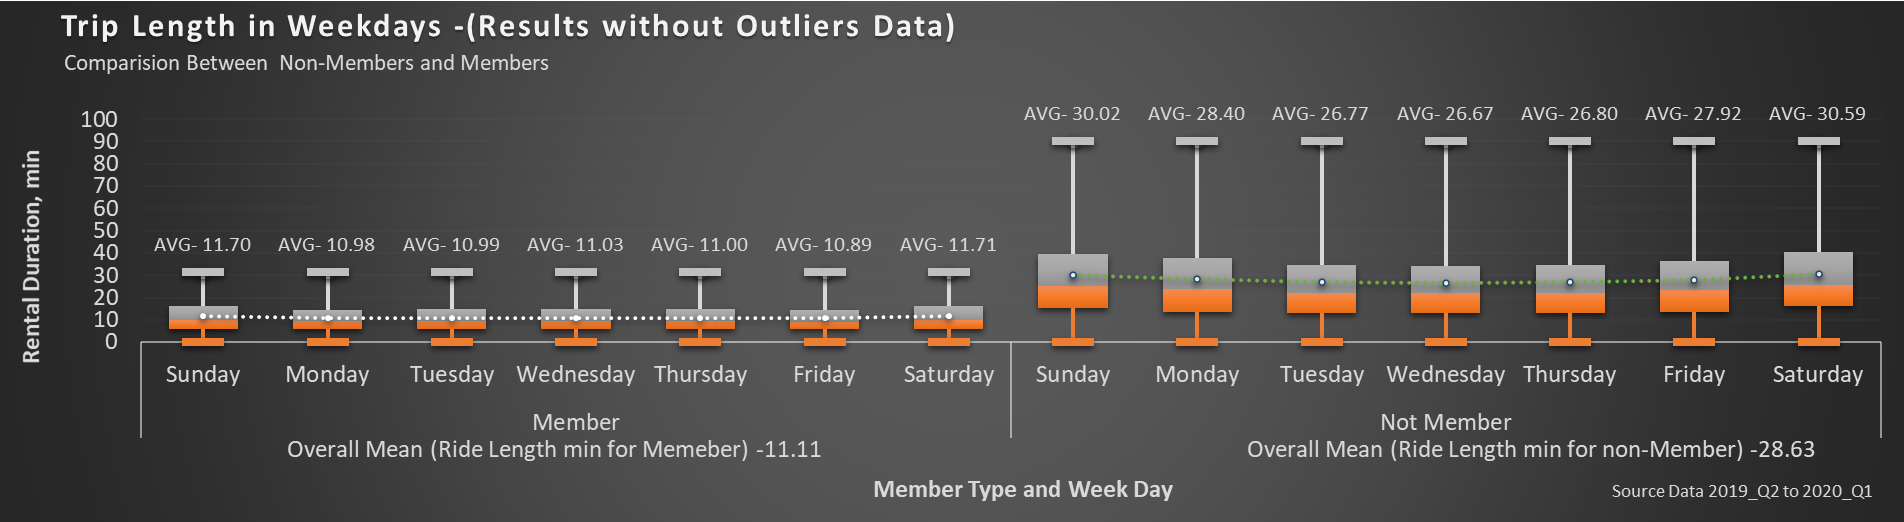 Trip Length in Weekdays -(Results without Outliers Data)
Comparision Between Non-Members and Members
AVG- 30.02 AVG- 28.40 AVG- 26.77 AVG- 26.67 AVG- 26.80 AVG- 27.92 AVG- 30.59
100
90
80
70
60
50
40
30
20
10
0
Rental Duration, min
AVG- 11.70 AVG- 10.98 AVG- 10.99 AVG- 11.03 AVG- 11.00 AVG- 10.89 AVG- 11.71
Sunday Monday Tuesday Wednesday Thursday Friday Saturday Sunday Monday Tuesday Wednesday Thursday Friday Saturday
Member Not Member
Overall Mean (Ride Length min for Memeber) -11.11 Overall Mean (Ride Length min for non-Member) -28.63
Member Type and Week Day
Source Data 2019_Q2 to 2020_Q1